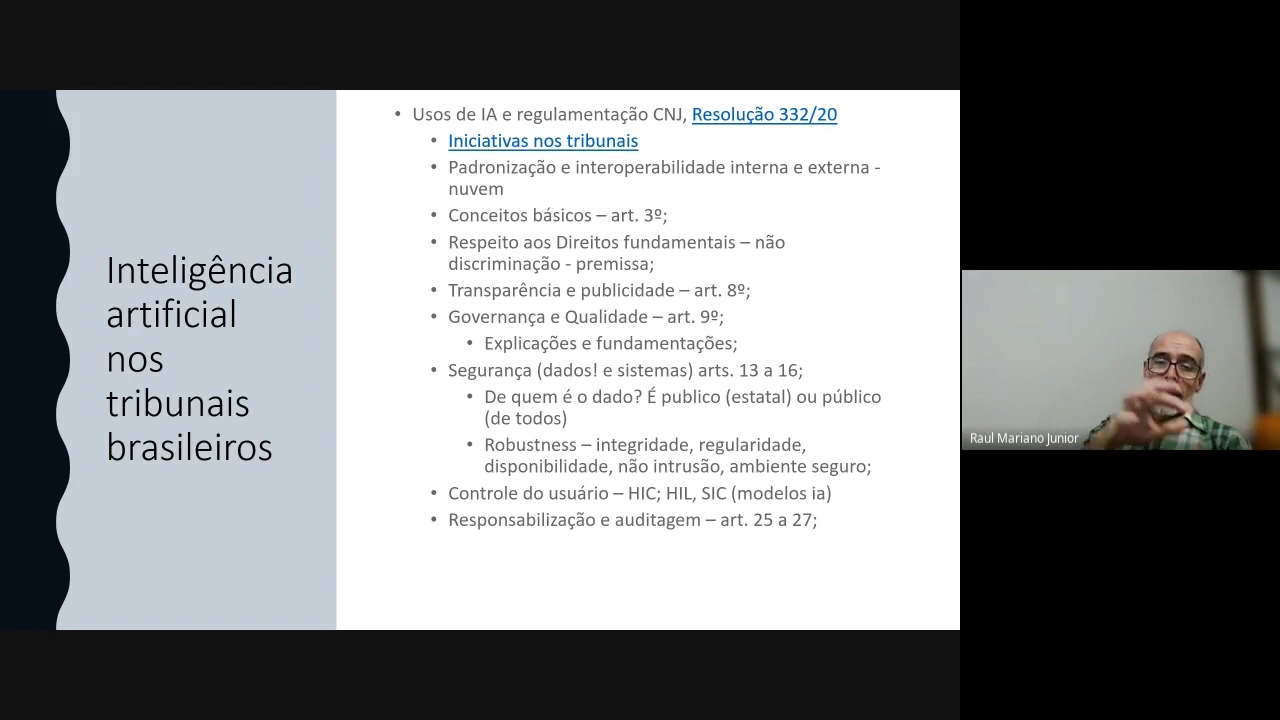 Inteligência
artificial
nos
tribunais
brasileiros
• Usos de IA e regulamentação CNJ, Resolução 332/20
• Iniciativas nos tribunais
• Padronização e interoperabilidade interna e externa -
nuvem
• Conceitos básicos – art. 3º;
• Respeito aos Direitos fundamentais – não
discriminação - premissa;
• Transparência e publicidade – art. 8º;
• Governança e Qualidade – art. 9º;
• Explicações e fundamentações;
• Segurança (dados! e sistemas) arts. 13 a 16;
• De quem é o dado? É publico (estatal) ou público
(de todos)
• Robustness – integridade, regularidade,
disponibilidade, não intrusão, ambiente seguro;
• Controle do usuário – HIC; HIL, SIC (modelos ia)
• Responsabilização e auditagem – art. 25 a 27;
Raul Mariano Junior